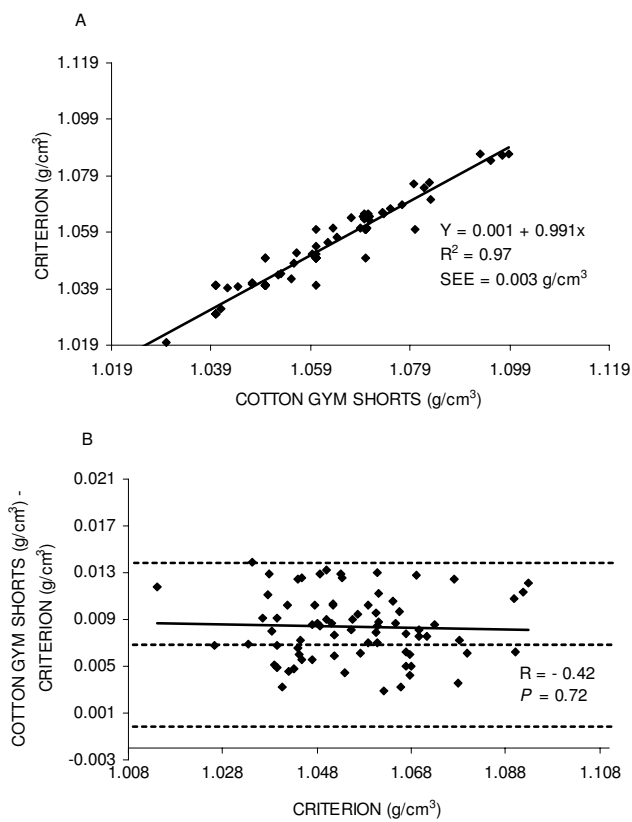 A
1.119
1.099
1.079
1.059
1.039
1.019
CRITERION (g/cm³)
Y = 0.001 + 0.991x
R² = 0.97
SEE = 0.003 g/cm³
1.019 1.039 1.059 1.079 1.099 1.119
COTTON GYM SHORTS (g/cm³)
B
0.021
0.017
0.013
0.009
0.005
0.001
-0.003
COTTON GYM SHORTS (g/cm³) -
CRITERION (g/cm³)
R = - 0.42
P = 0.72
1.008 1.028 1.048 1.068 1.088 1.108
CRITERION (g/cm³)